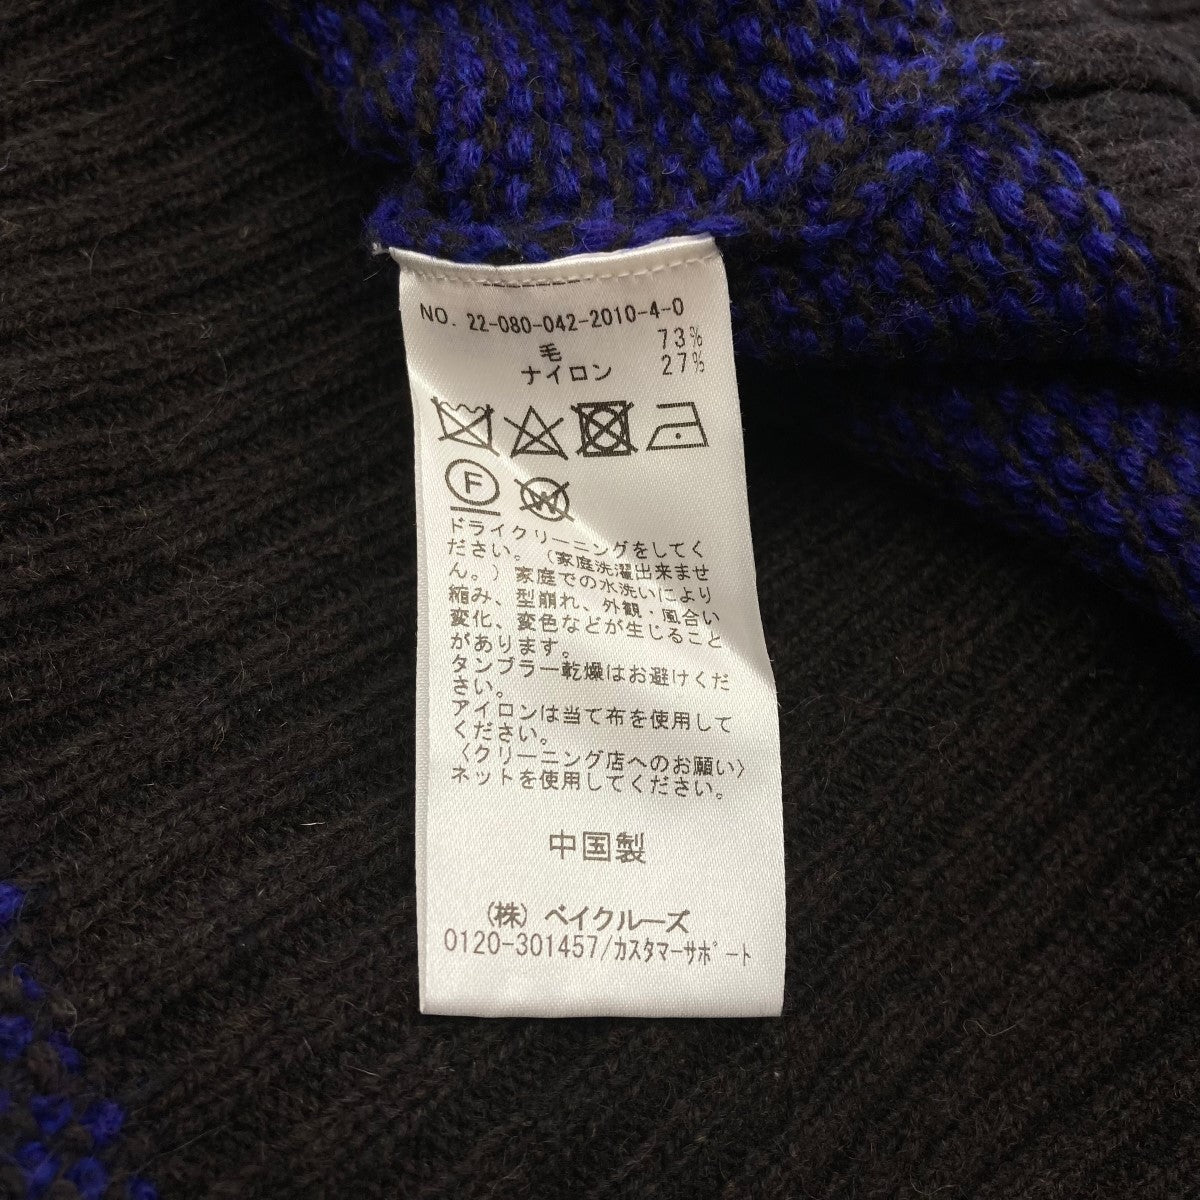 NO. 22-080-042-2010-4-0
毛 73%
ナイロン 27%
F
W
ドライクリーニングをしてく
ださい。（家庭洗濯出来ませ
ん。）家庭での水洗いにより
縮み、型崩れ、外観・風合い
変化、変色などが生じること
があります。
タンブラー乾燥はお避けくだ
さい。
アイロンは当て布を使用して
ください。
〈クリーニング店へのお願い〉
ネットを使用してください。
中国製
(株) ベイクルーズ
0120-301457/カスタマーサポート